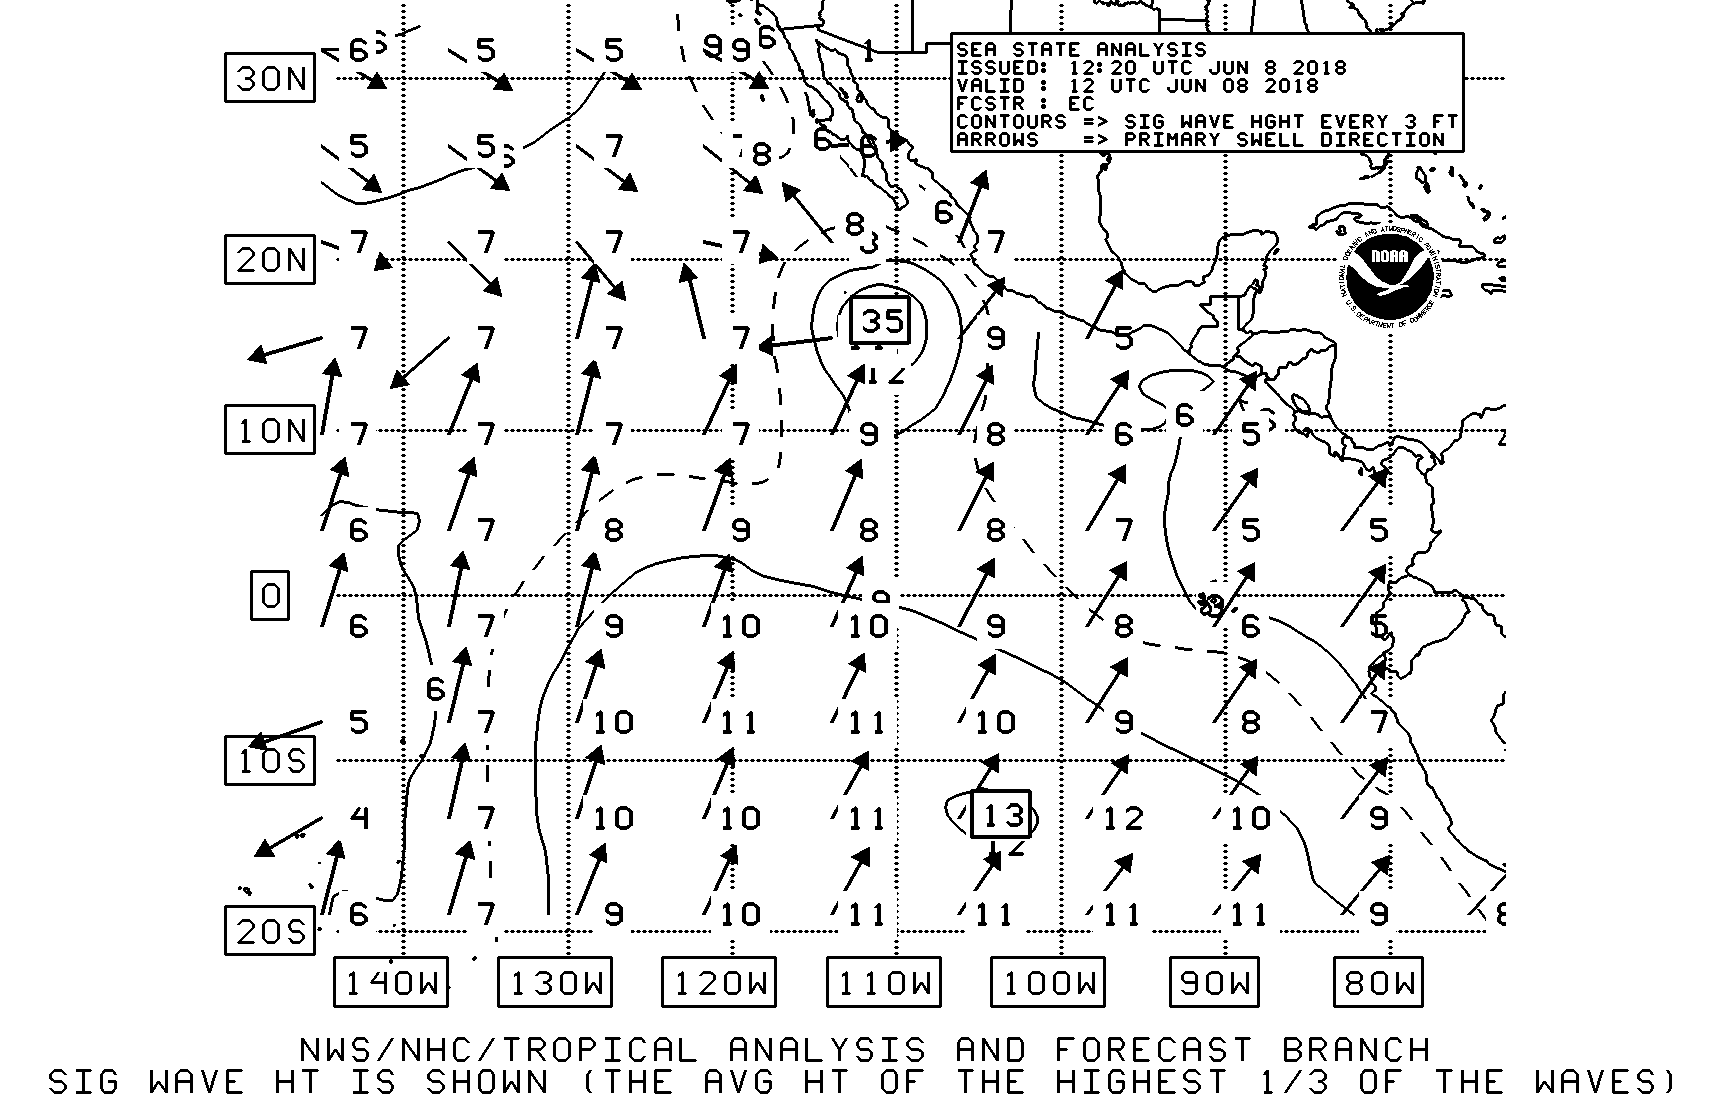 6 5 5 9 9 6 1
SEA STATE ANALYSIS
ISSUED: 12:20 UTC JUN 8 2018
VALID : 12 UTC JUN 08 2018
FCSTR : EC
CONTOURS => SIG WAVE HGHT EVERY 3 FT
ARROWS => PRIMARY SWELL DIRECTION
30N
5 5 7 8 6 6
8 6
20N 7 7 7 7 7
NOAA
NATIONAL OCEANIC AND ATMOSPHERIC ADMINISTRATION
U.S. DEPARTMENT OF COMMERCE
35
7 7 7 7 9 5
12
6
10N 7 7 7 7 9 8 6 5
6 7 8 9 8 8 7 5 5
0
9
6 7 9 10 10 9 8 6 5
6
5 7 10 11 11 10 9 8 7
10S
4 7 10 10 11 13 12 10 9
12
6 7 9 10 11 11 11 11 9 8
20S
140W 130W 120W 110W 100W 90W 80W
NWS/NHC/TROPICAL ANALYSIS AND FORECAST BRANCH
SIG WAVE HT IS SHOWN (THE AVG HT OF THE HIGHEST 1/3 OF THE WAVES)